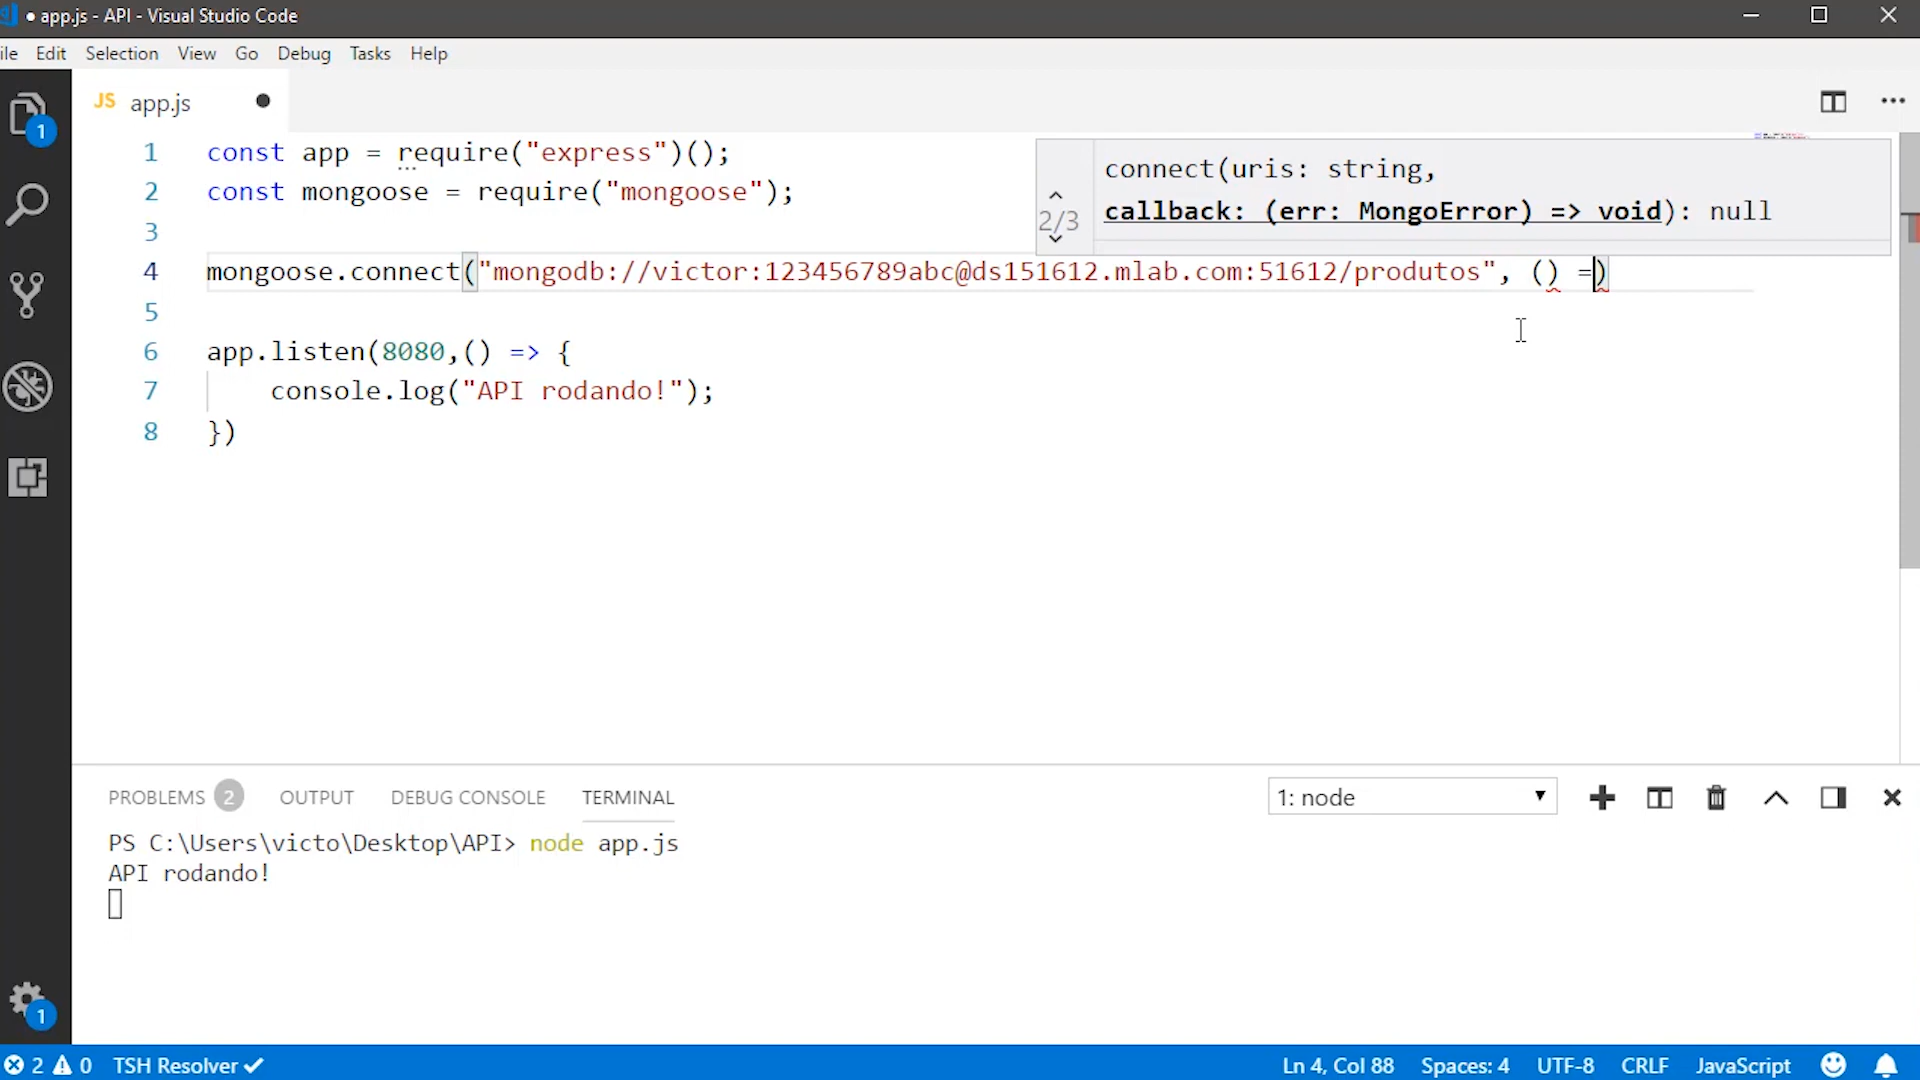 ● app.js - API - Visual Studio Code
ile Edit Selection View Go Debug Tasks Help
JS app.js ●
1 const app = require("express")();
2 const mongoose = require("mongoose");
3
connect(uris: string,
2/3 callback: (err: MongoError) => void): null
4 mongoose.connect("mongodb://victor:123456789abc@ds151612.mlab.com:51612/produtos", () =)
5
6 app.listen(8080,() => {
7 console.log("API rodando!");
8 })
1
PROBLEMS 2 OUTPUT DEBUG CONSOLE TERMINAL 1: node
PS C:\Users\victo\Desktop\API> node app.js
API rodando!
1
2 0 TSH Resolver Ln 4, Col 88 Spaces: 4 UTF-8 CRLF JavaScript